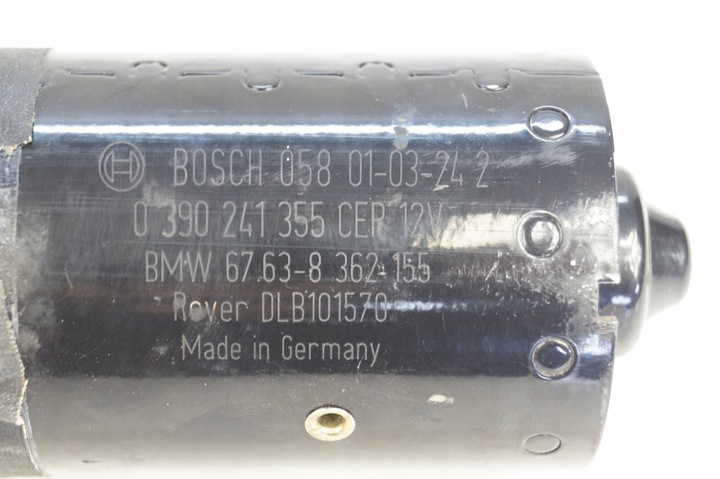 BOSCH 058 01-03-24 2
0 390 241 355 CEP 12V
BMW 67.63-8 362-155
Rover DLB101570
Made in Germany